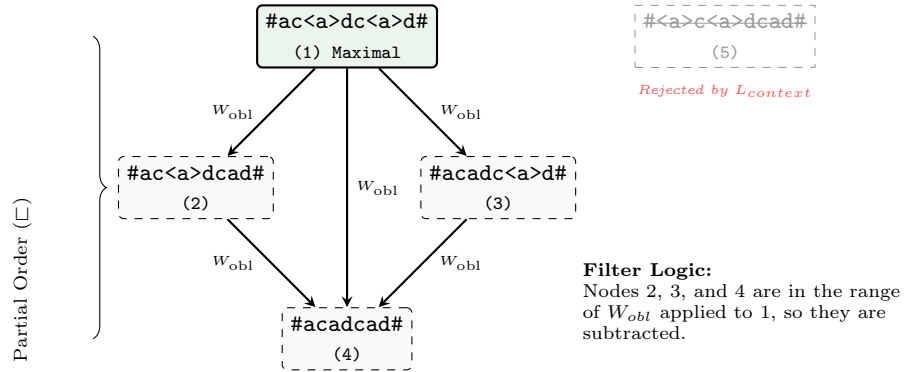 #ac<a>dc<a>d#
(1) Maximal
#<a>c<a>dcad#
(5)
Rejected by L_context
W_obl
W_obl
W_obl
#ac<a>dcad#
(2)
#acadc<a>d#
(3)
W_obl
W_obl
Partial Order (⊏)
#acadcad#
(4)
Filter Logic:
Nodes 2, 3, and 4 are in the range
of W_obl applied to 1, so they are
subtracted.